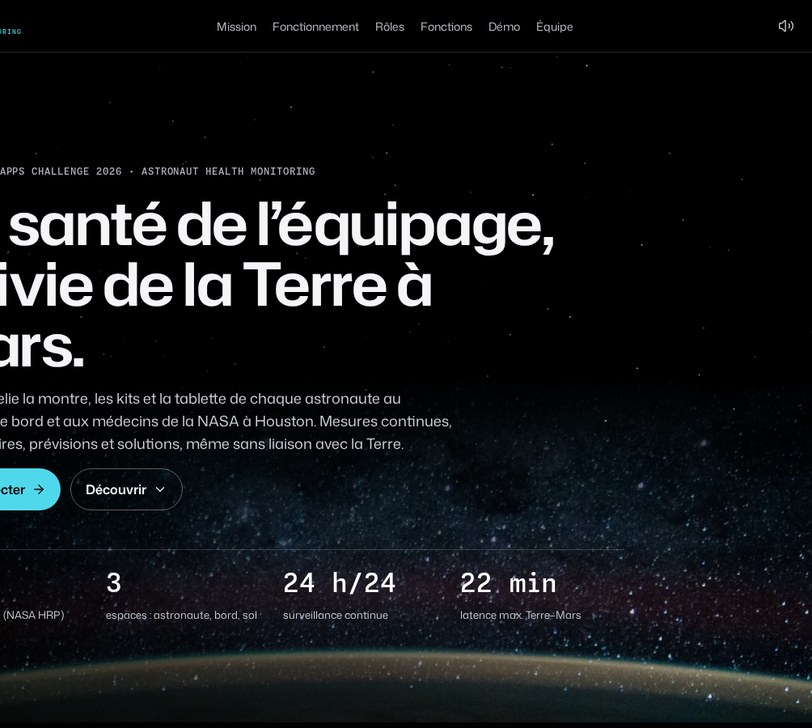 Mission Fonctionnement Rôles Fonctions Démo Équipe
APPS CHALLENGE 2026 · ASTRONAUT HEALTH MONITORING
santé de l’équipage,
ivie de la Terre à
ars.
elie la montre, les kits et la tablette de chaque astronaute au
e bord et aux médecins de la NASA à Houston. Mesures continues,
ires, prévisions et solutions, même sans liaison avec la Terre.
cter → Découvrir
3 24 h/24 22 min
(NASA HRP) espaces : astronaute, bord, sol surveillance continue latence max. Terre–Mars